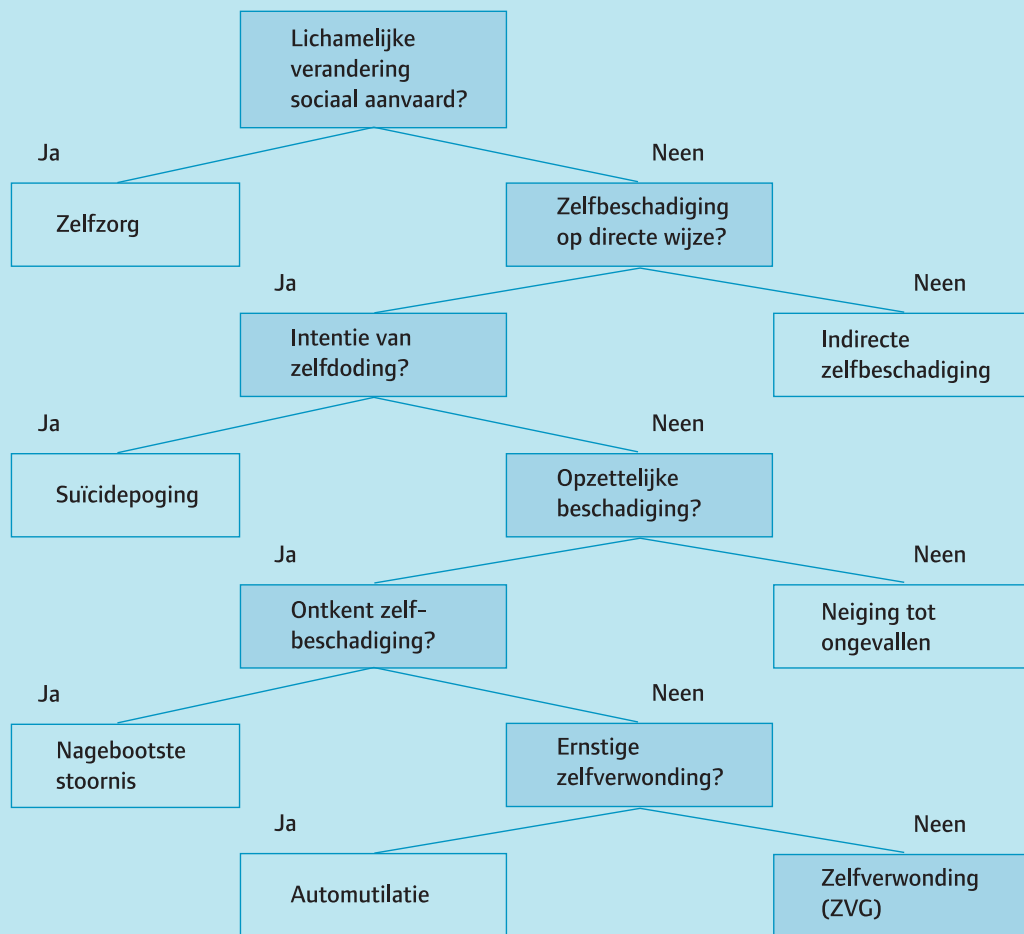 Lichamelijke
verandering
sociaal aanvaard?
Ja
Neen
Zelfzorg
Zelfbeschadiging
op directe wijze?
Ja
Neen
Intentie van
zelfdoding?
Indirecte
zelfbeschadiging
Ja
Neen
Suïcidepoging
Opzettelijke
beschadiging?
Ja
Neen
Ontkent zelf-
beschadiging?
Neiging tot
ongevallen
Ja
Neen
Nagebootste
stoornis
Ernstige
zelfverwonding?
Ja
Neen
Automutilatie
Zelfverwonding
(ZVG)